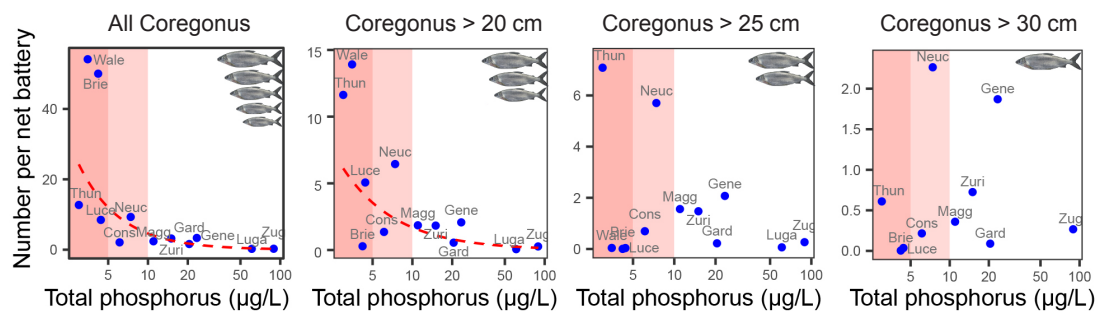 All Coregonus
Coregonus > 20 cm
Coregonus > 25 cm
Coregonus > 30 cm
Number per net battery
40
20
0
Wale
Brie
Thun
Luce
Neuc
Cons
Magg
Gard
Zuri
Gene
Luga
Zug
5
10
50
100
Total phosphorus (µg/L)
15
10
5
0
Wale
Thun
Neuc
Luce
Cons
Magg
Gene
Zuri
Brie
Gard
Luga
Zug
5
10
20
50
100
Total phosphorus (µg/L)
6
4
2
0
Thun
Neuc
Cons
Magg
Gene
Zuri
Wale
Brie
Luce
Gard
Luga
Zug
5
10
20
50
100
Total phosphorus (µg/L)
2.0
1.5
1.0
0.5
0.0
Neuc
Gene
Thun
Zuri
Magg
Cons
Brie
Luce
Gard
Zug
5
10
20
50
100
Total phosphorus (µg/L)